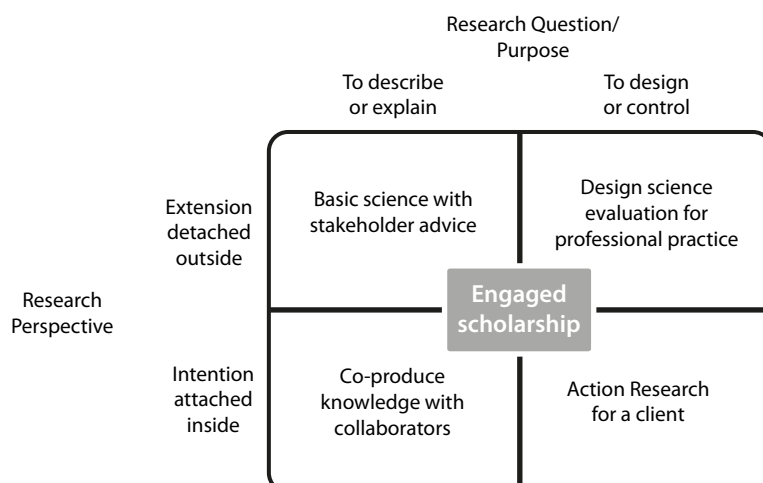 Research Question/
Purpose
To describe
or explain
To design
or control
Extension
detached
outside
Basic science with
stakeholder advice
Design science
evaluation for
professional practice
Research
Perspective
Engaged
scholarship
Intention
attached
inside
Co-produce
knowledge with
collaborators
Action Research
for a client